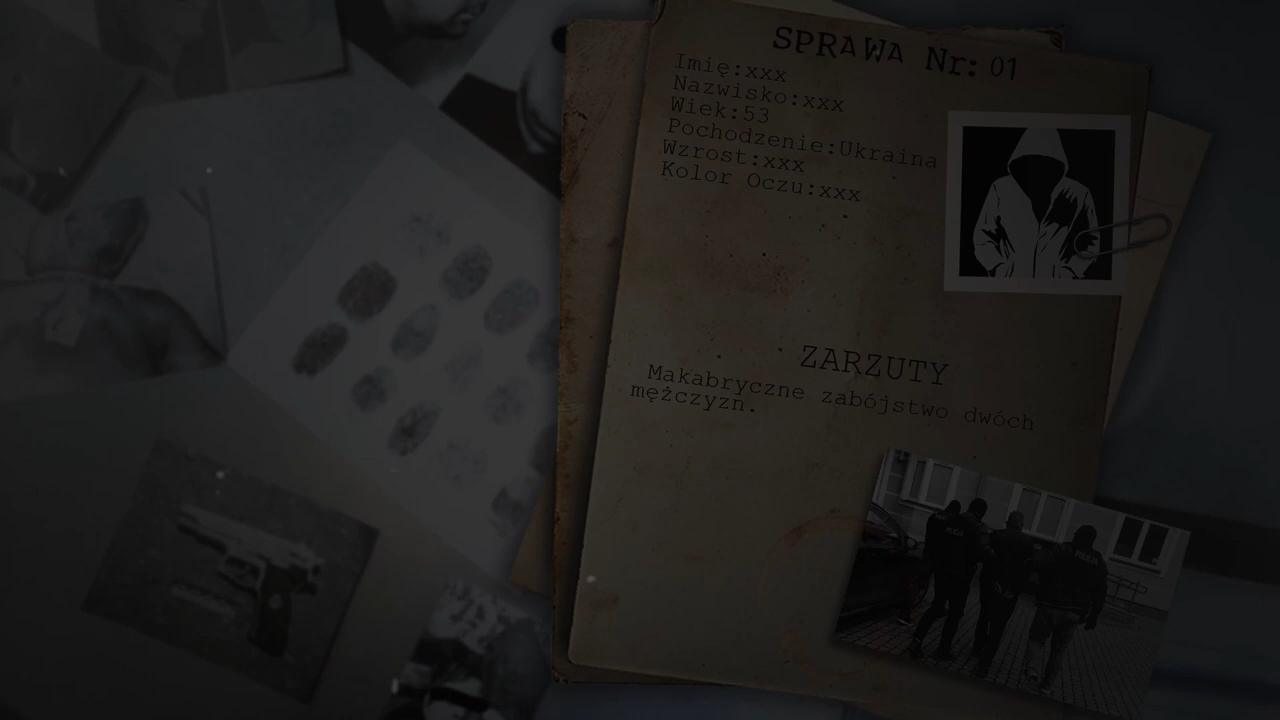 SPRAWA Nr: 01
Imię:xxx
Nazwisko:xxx
Wiek:53
Pochodzenie:Ukraina
Wzrost:xxx
Kolor Oczu:xxx
ZARZUTY
Makabryczne zabójstwo dwóch
mężczyzn.
POLICJA